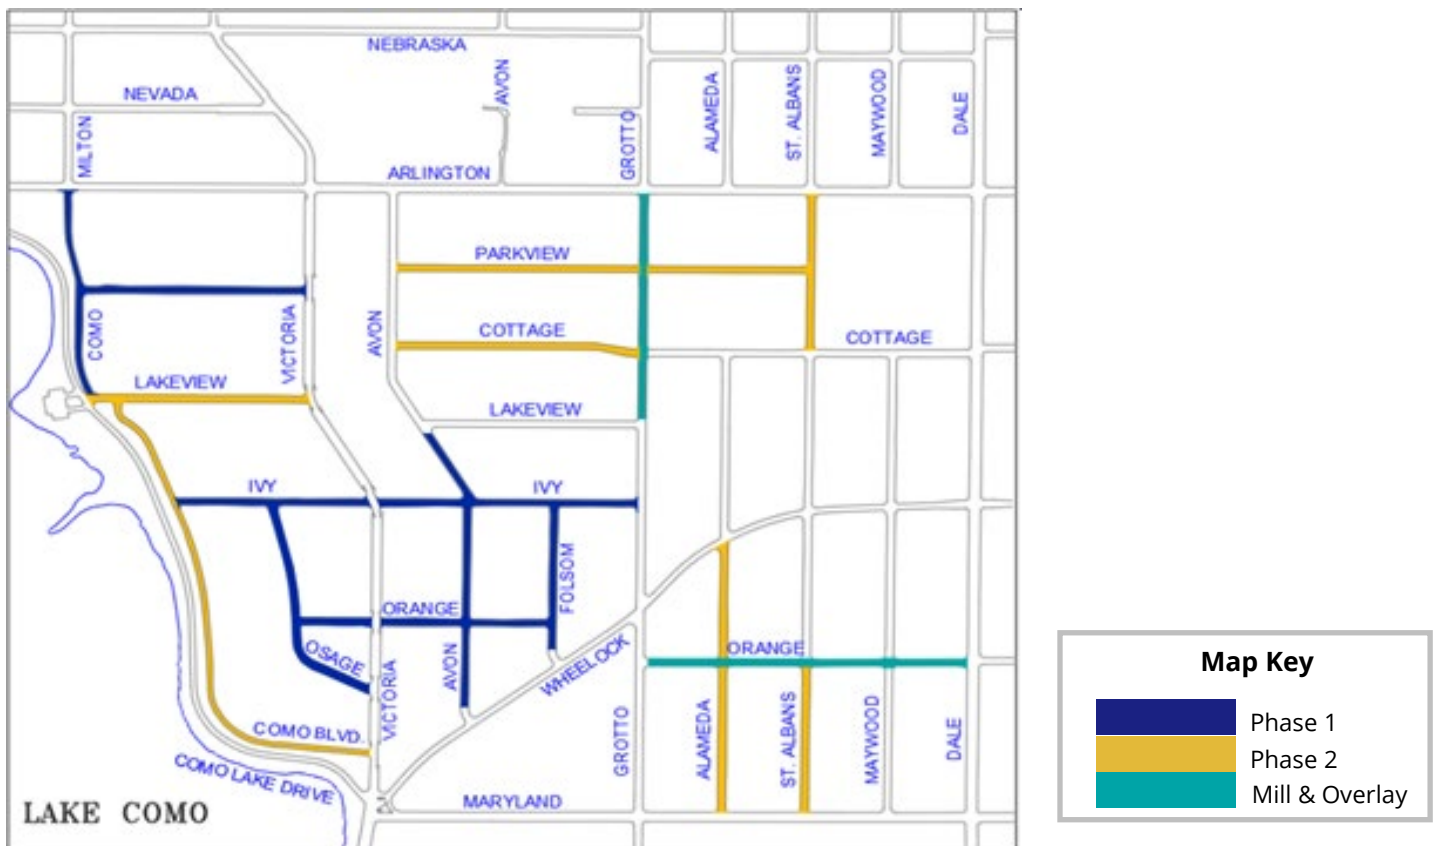 NEBRASKA
NEVADA
AVON
ALAMEDA
ST. ALBANS
MAYWOOD
DALE
MILTON
GROTTO
ARLINGTON
PARKVIEW
COMO
VICTORIA
AVON
COTTAGE
COTTAGE
LAKEVIEW
LAKEVIEW
IVY
IVY
FOLSOM
ORANGE
OSAGE
AVON
WHEELOCK
ORANGE
VICTORIA
COMO BLVD.
GROTTO
ALAMEDA
ST. ALBANS
MAYWOOD
DALE
COMO LAKE DRIVE
MARYLAND
LAKE COMO
Map Key
Phase 1
Phase 2
Mill & Overlay